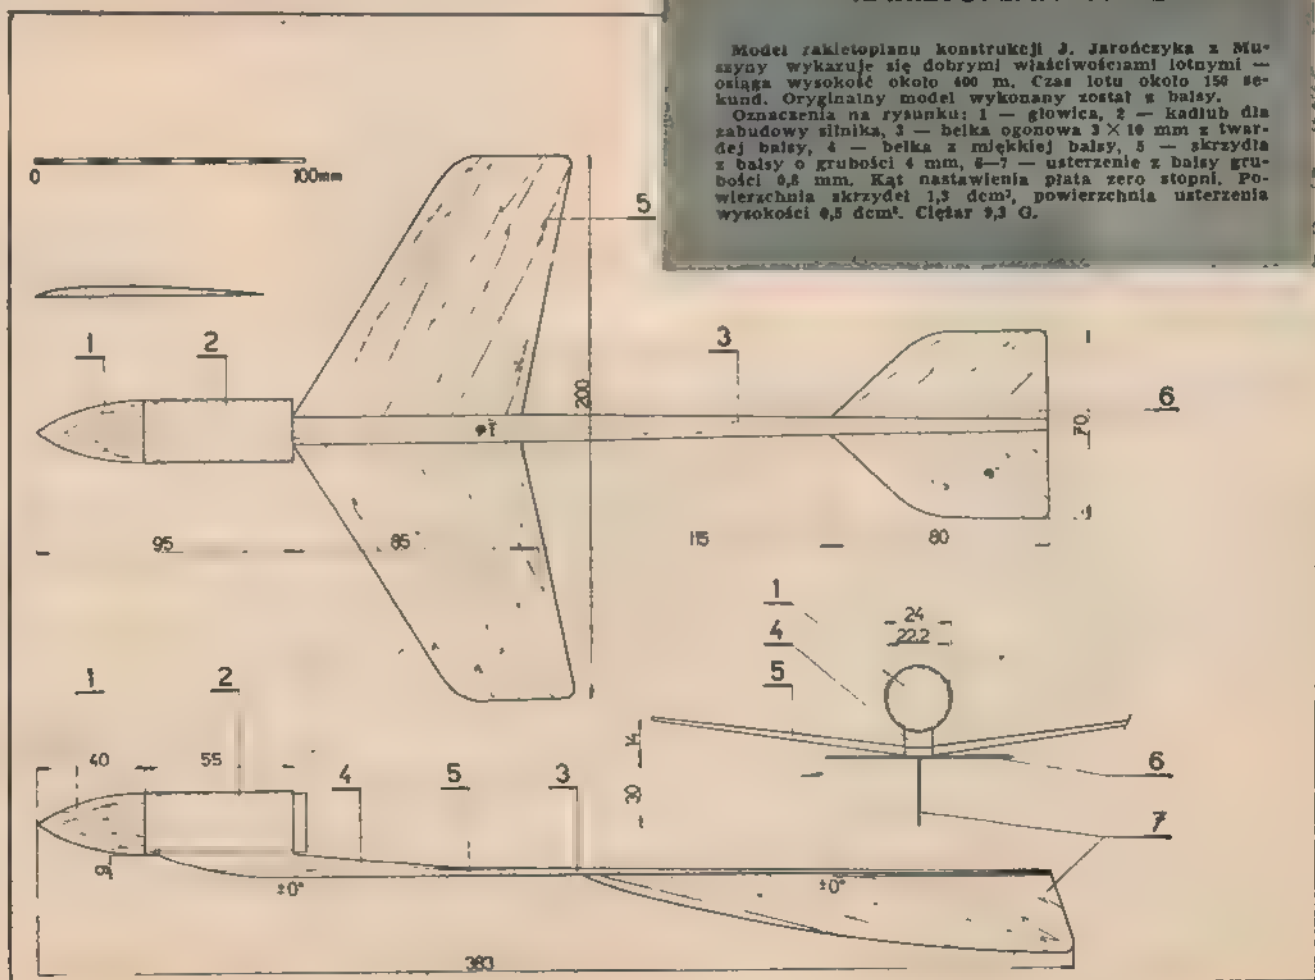 Model rakietoplanu konstrukcji J. Jarończyka z Mu-
szyny wykazuje się dobrymi właściwościami lotnymi —
osiąga wysokość około 400 m. Czas lotu około 150 se-
kund. Oryginalny model wykonany został z balsy.
Oznaczenia na rysunku: 1 — głowica, 2 — kadłub dla
zabudowy silnika, 3 — belka ogonowa 3 × 10 mm z twar-
dej balsy, 4 — belka z miękkiej balsy, 5 — skrzydła
z balsy o grubości 4 mm, 6—7 — usterzenie z balsy gru-
bości 0,8 mm. Kąt nastawienia płata zero stopni. Po-
wierzchnia skrzydeł 1,3 dcm², powierzchnia usterzenia
wysokości 0,5 dcm². Ciężar 9,3 G.
0 100mm
5
1 2 3
6
200
70
95 85 115 80
1
4
5
24
22.2
14
30
6
7
1 2
40 55
4 5 3
9
±0° ±0°
383